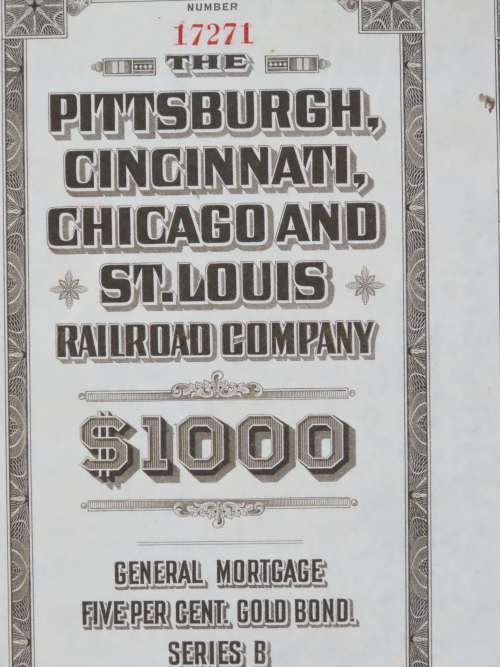 NUMBER
17271
THE
PITTSBURGH,
CINCINNATI,
CHICAGO AND
ST. LOUIS
RAILROAD COMPANY
$1000
GENERAL MORTGAGE
FIVE PER CENT. GOLD BOND.
SERIES B